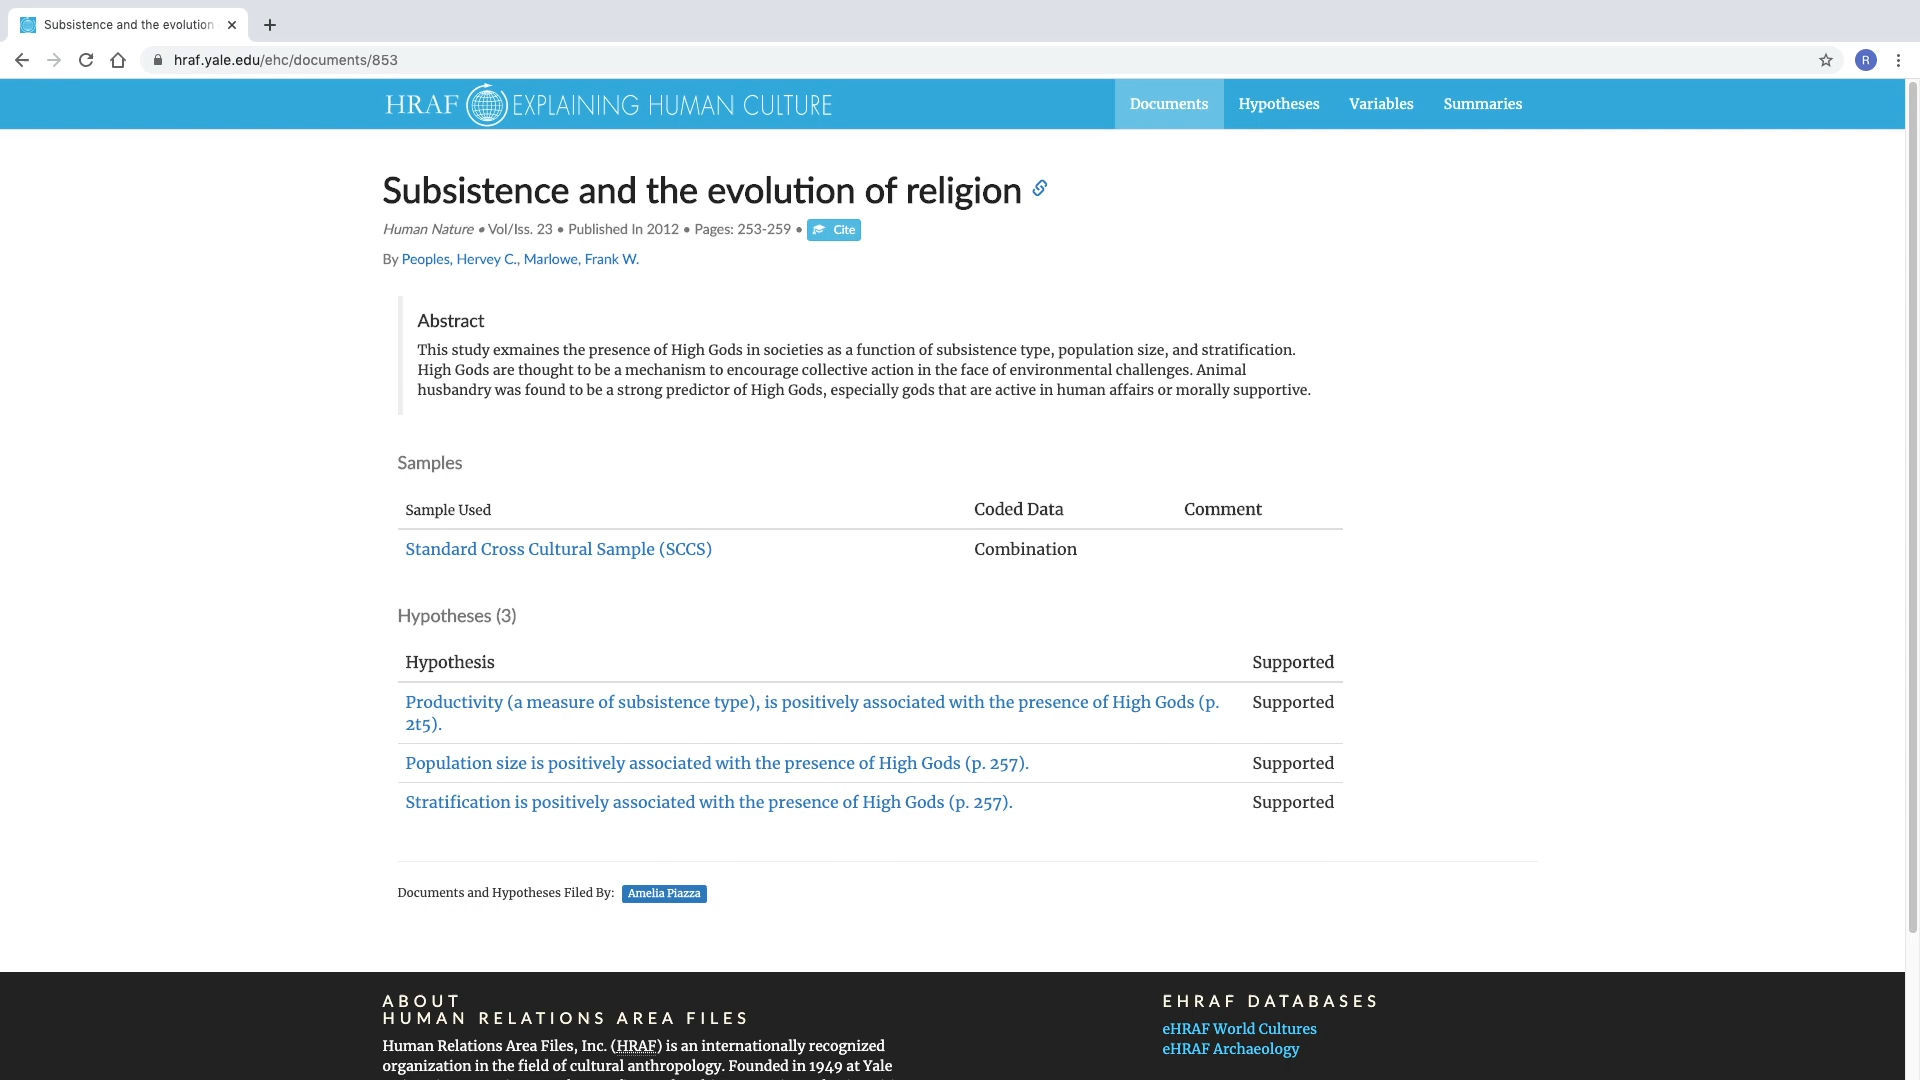 Subsistence and the evolution
hraf.yale.edu/ehc/documents/853
R
HRAF EXPLAINING HUMAN CULTURE
Documents Hypotheses Variables Summaries
Subsistence and the evolution of religion
Human Nature • Vol/Iss. 23 • Published In 2012 • Pages: 253-259 • Cite
By Peoples, Hervey C., Marlowe, Frank W.
Abstract
This study exmaines the presence of High Gods in societies as a function of subsistence type, population size, and stratification.
High Gods are thought to be a mechanism to encourage collective action in the face of environmental challenges. Animal
husbandry was found to be a strong predictor of High Gods, especially gods that are active in human affairs or morally supportive.
Samples
Sample Used Coded Data Comment
Standard Cross Cultural Sample (SCCS) Combination
Hypotheses (3)
Hypothesis Supported
Productivity (a measure of subsistence type), is positively associated with the presence of High Gods (p. Supported
2t5).
Population size is positively associated with the presence of High Gods (p. 257). Supported
Stratification is positively associated with the presence of High Gods (p. 257). Supported
Documents and Hypotheses Filed By: Amelia Piazza
ABOUT
HUMAN RELATIONS AREA FILES
Human Relations Area Files, Inc. (HRAF) is an internationally recognized
organization in the field of cultural anthropology. Founded in 1949 at Yale
EHRAF DATABASES
eHRAF World Cultures
eHRAF Archaeology